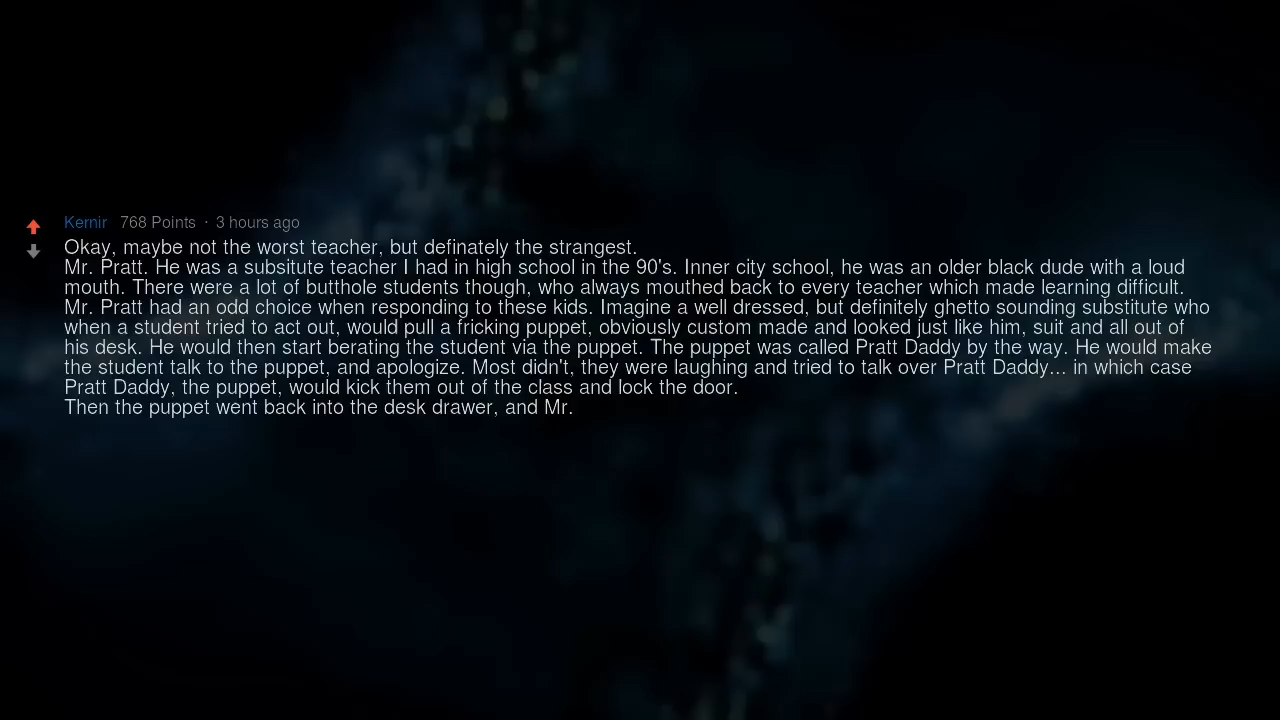 Kernir 768 Points · 3 hours ago
Okay, maybe not the worst teacher, but definately the strangest.
Mr. Pratt. He was a subsitute teacher I had in high school in the 90's. Inner city school, he was an older black dude with a loud
mouth. There were a lot of butthole students though, who always mouthed back to every teacher which made learning difficult.
Mr. Pratt had an odd choice when responding to these kids. Imagine a well dressed, but definitely ghetto sounding substitute who
when a student tried to act out, would pull a fricking puppet, obviously custom made and looked just like him, suit and all out of
his desk. He would then start berating the student via the puppet. The puppet was called Pratt Daddy by the way. He would make
the student talk to the puppet, and apologize. Most didn't, they were laughing and tried to talk over Pratt Daddy... in which case
Pratt Daddy, the puppet, would kick them out of the class and lock the door.
Then the puppet went back into the desk drawer, and Mr.